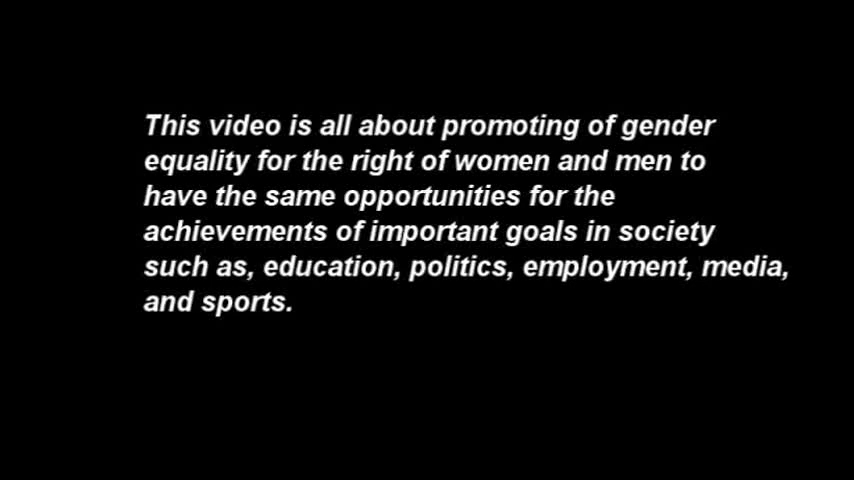 This video is all about promoting of gender
equality for the right of women and men to
have the same opportunities for the
achievements of important goals in society
such as, education, politics, employment, media,
and sports.